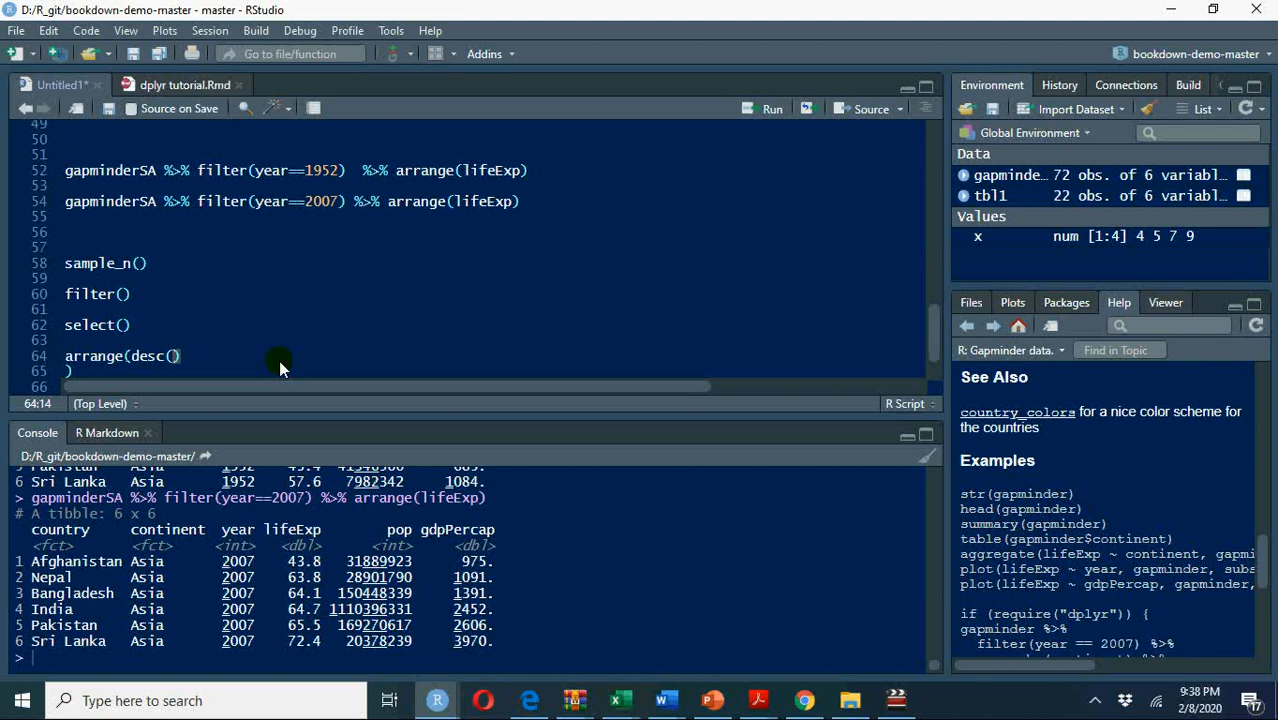 D:/R_git/bookdown-demo-master - master - RStudio
File Edit Code View Plots Session Build Debug Profile Tools Help
Go to file/function Addins bookdown-demo-master
Untitled1* dplyr tutorial.Rmd
Source on Save Run Source
49
50
51
52 gapminderSA %>% filter(year==1952) %>% arrange(lifeExp)
53
54 gapminderSA %>% filter(year==2007) %>% arrange(lifeExp)
55
56
57
58 sample_n()
59
60 filter()
61
62 select()
63
64 arrange(desc()
65 )
66
64:14 (Top Level) R Script
Console R Markdown
D:/R_git/bookdown-demo-master/
5 Pakistan Asia 1952 43.4
6 Sri Lanka Asia 1952 57.6 7982342 1084.
> gapminderSA %>% filter(year==2007) %>% arrange(lifeExp)
# A tibble: 6 x 6
country continent year lifeExp pop gdpPercap
<fct> <fct> <int> <dbl> <int> <dbl>
1 Afghanistan Asia 2007 43.8 31889923 975.
2 Nepal Asia 2007 63.8 28901790 1091.
3 Bangladesh Asia 2007 64.1 150448339 1391.
4 India Asia 2007 64.7 1110396331 2452.
5 Pakistan Asia 2007 65.5 169270617 2606.
6 Sri Lanka Asia 2007 72.4 20378239 3970.
>
Environment History Connections Build
Import Dataset List
Global Environment
Data
gapminde… 72 obs. of 6 variabl…
tbl1 22 obs. of 6 variabl…
Values
x num [1:4] 4 5 7 9
Files Plots Packages Help Viewer
R: Gapminder data. Find in Topic
See Also
country_colors for a nice color scheme for
the countries
Examples
str(gapminder)
head(gapminder)
summary(gapminder)
table(gapminder$continent)
aggregate(lifeExp ~ continent, gapmi
plot(lifeExp ~ year, gapminder, subs
plot(lifeExp ~ gdpPercap, gapminder,
if (require("dplyr")) {
gapminder %>%
filter(year == 2007) %>%
Type here to search
9:38 PM
2/8/2020
17